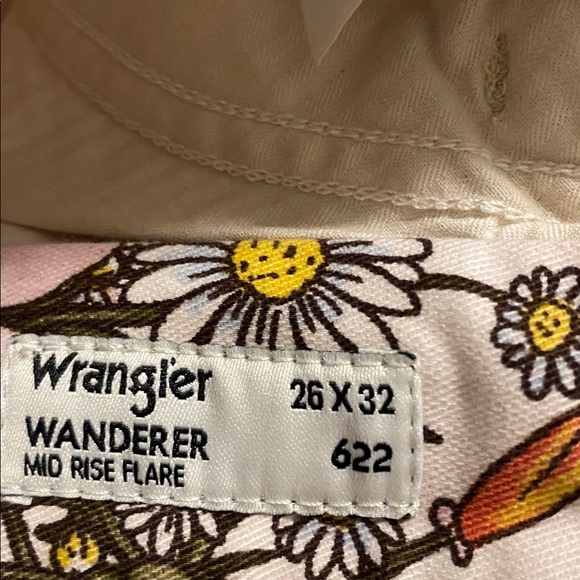 Wrangler 26 X 32
WANDERER 622
MID RISE FLARE